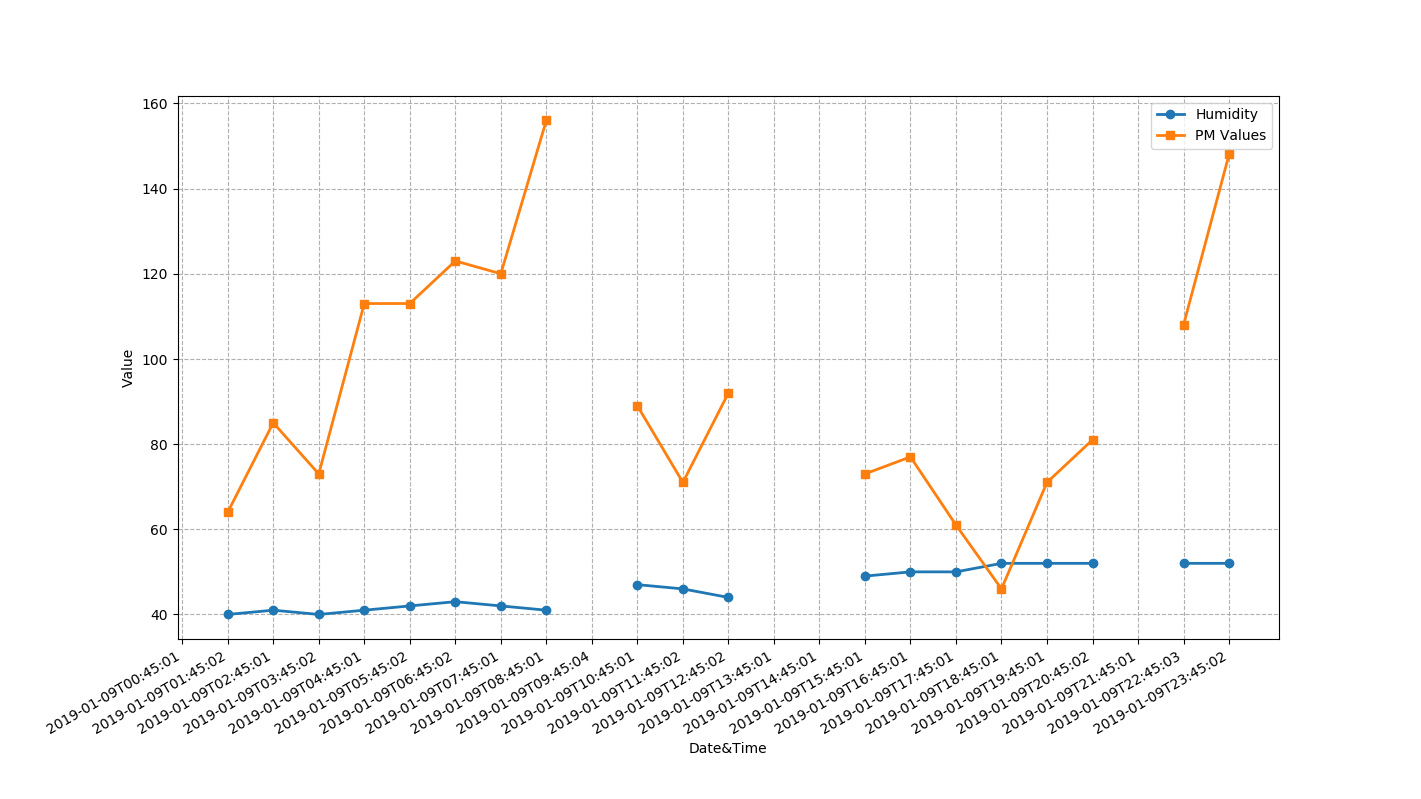 160
140
120
100
80
60
40
Value
Humidity
PM Values
2019-01-09T00:45:01
2019-01-09T01:45:02
2019-01-09T02:45:01
2019-01-09T03:45:02
2019-01-09T04:45:01
2019-01-09T05:45:02
2019-01-09T06:45:02
2019-01-09T07:45:01
2019-01-09T08:45:01
2019-01-09T09:45:04
2019-01-09T10:45:01
2019-01-09T11:45:02
2019-01-09T12:45:02
2019-01-09T13:45:01
2019-01-09T14:45:01
2019-01-09T15:45:01
2019-01-09T16:45:01
2019-01-09T17:45:01
2019-01-09T18:45:01
2019-01-09T19:45:01
2019-01-09T20:45:02
2019-01-09T21:45:01
2019-01-09T22:45:03
2019-01-09T23:45:02
Date&Time